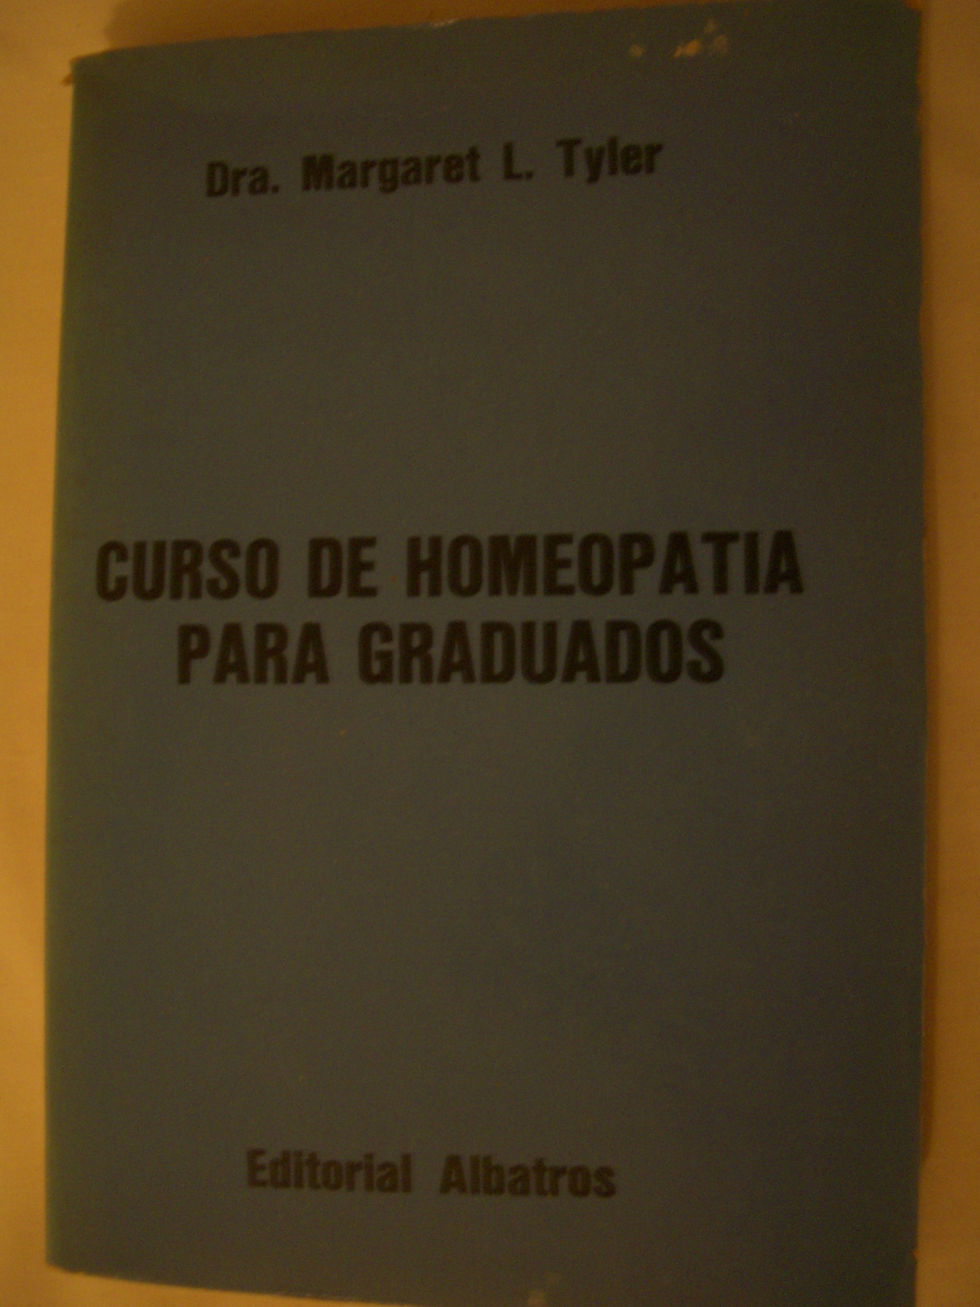 Dra. Margaret L. Tyler
CURSO DE HOMEOPATIA
PARA GRADUADOS
Editorial Albatros